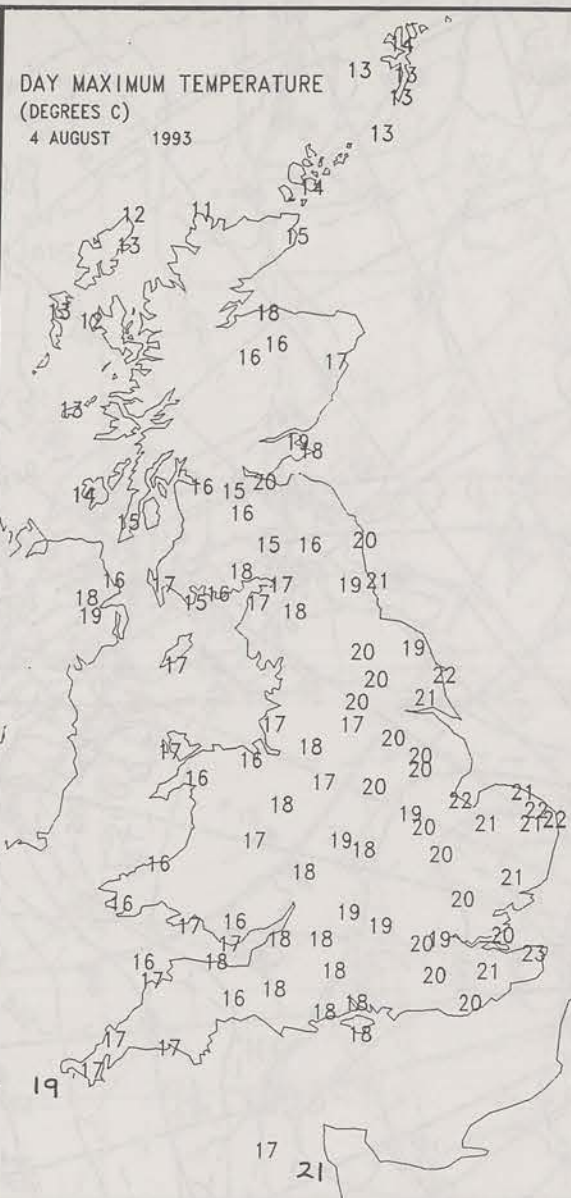 DAY MAXIMUM TEMPERATURE
(DEGREES C)
4 AUGUST 1993
14
13 13
13
13
14
12 11
13 15
13 12 18
16 16 17
13
19
18
14 16 15 20
15 16
15 16 20
16 17 18 17 19 21
18 15 16 17
19 18
17 20 19
20 22
20 21
17 17
17 16 18 20
20
16 17 20 20
18 22 21
19 22
17 19 18 20 21 21 22
20
16 18
21
16 20
17 16 19 19
17 18 18 20 19 20
16 18 23
17 18 20 21
16 18 18 18 20
17 17 18
17
19
17
21